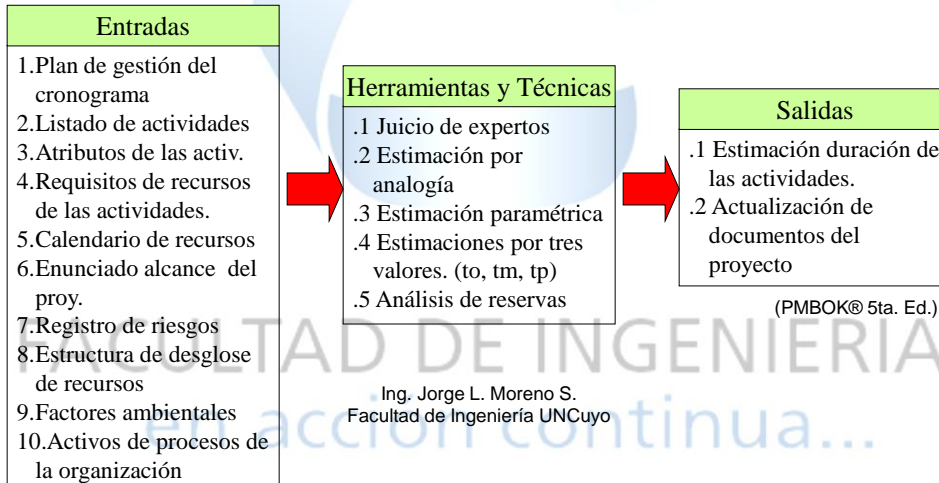 Entradas
1.Plan de gestión del
cronograma
2.Listado de actividades
3.Atributos de las activ.
4.Requisitos de recursos
de las actividades.
5.Calendario de recursos
6.Enunciado alcance del
proy.
7.Registro de riesgos
8.Estructura de desglose
de recursos
9.Factores ambientales
10.Activos de procesos de
la organización
Herramientas y Técnicas
.1 Juicio de expertos
.2 Estimación por
analogía
.3 Estimación paramétrica
.4 Estimaciones por tres
valores. (to, tm, tp)
.5 Análisis de reservas
Salidas
.1 Estimación duración de
las actividades.
.2 Actualización de
documentos del
proyecto
(PMBOK® 5ta. Ed.)
FACULTAD DE INGENIERIA
en acción continua...
Ing. Jorge L. Moreno S.
Facultad de Ingeniería UNCuyo